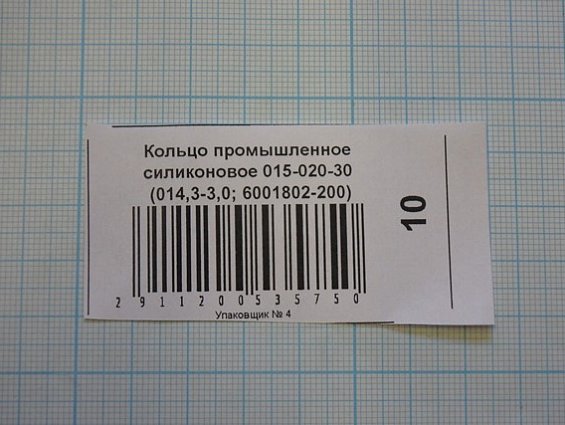 Кольцо промышленное
силиконовое 015-020-30
(014,3-3,0; 6001802-200)
10
2911200535750
Упаковщик № 4